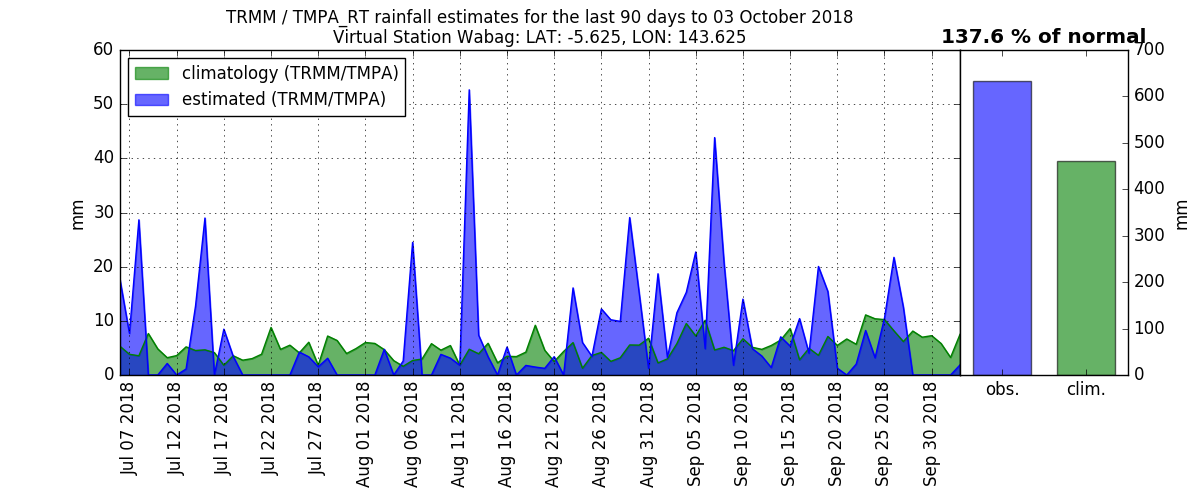 TRMM / TMPA_RT rainfall estimates for the last 90 days to 03 October 2018
Virtual Station Wabag: LAT: -5.625, LON: 143.625
137.6 % of normal
climatology (TRMM/TMPA)
estimated (TRMM/TMPA)
mm
60
50
40
30
20
10
0
Jul 07 2018
Jul 12 2018
Jul 17 2018
Jul 22 2018
Jul 27 2018
Aug 01 2018
Aug 06 2018
Aug 11 2018
Aug 16 2018
Aug 21 2018
Aug 26 2018
Aug 31 2018
Sep 05 2018
Sep 10 2018
Sep 15 2018
Sep 20 2018
Sep 25 2018
Sep 30 2018
700
600
500
400
300
200
100
0
mm
obs.
clim.